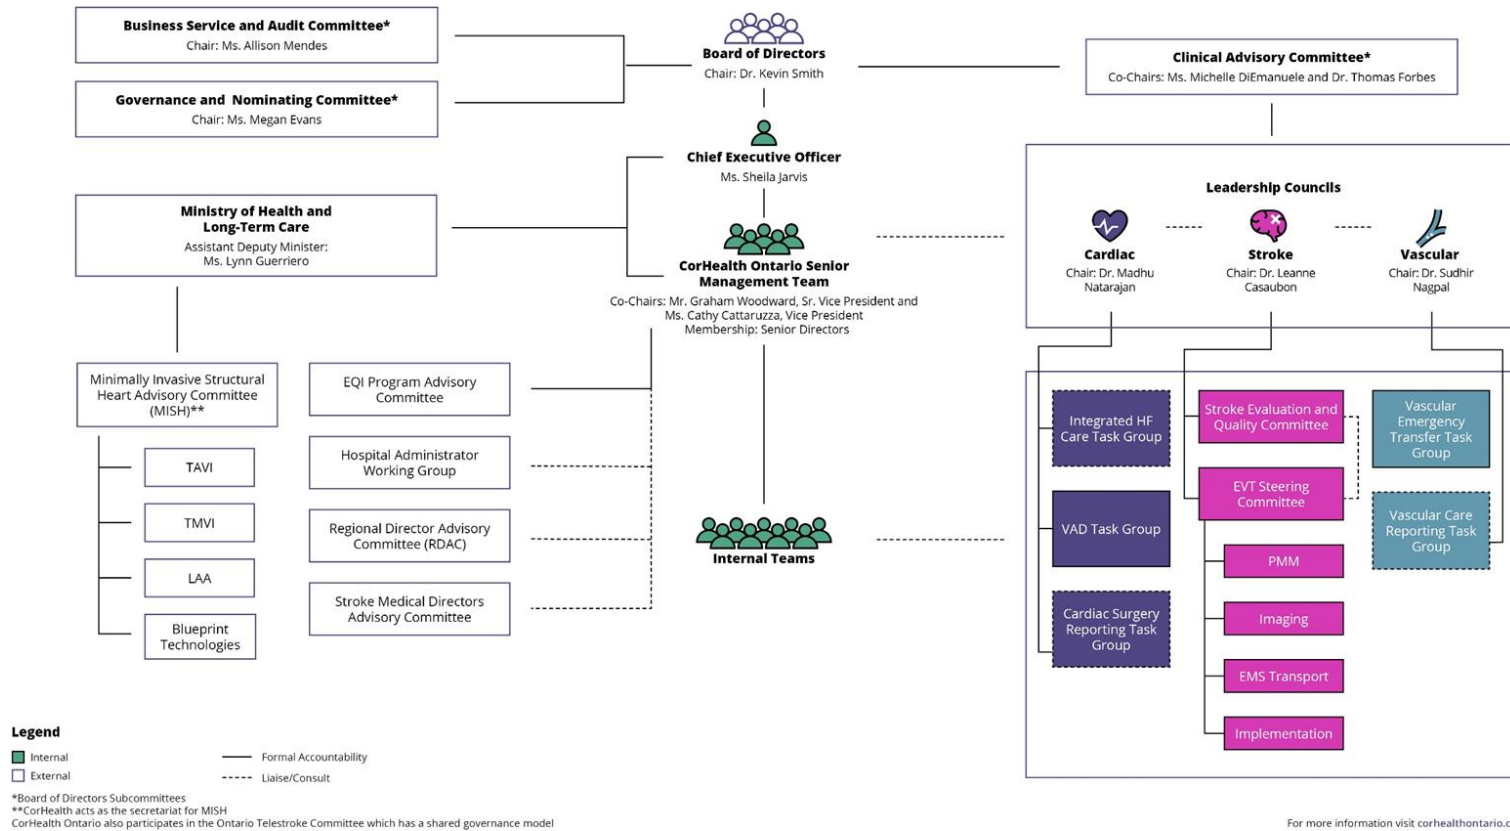 Business Service and Audit Committee*
Chair: Ms. Allison Mendes
Governance and Nominating Committee*
Chair: Ms. Megan Evans
Board of Directors
Chair: Dr. Kevin Smith
Clinical Advisory Committee*
Co-Chairs: Ms. Michelle DiEmanuele and Dr. Thomas Forbes
Chief Executive Officer
Ms. Sheila Jarvis
Ministry of Health and
Long-Term Care
Assistant Deputy Minister:
Ms. Lynn Guerriero
CorHealth Ontario Senior
Management Team
Co-Chairs: Mr. Graham Woodward, Sr. Vice President and
Ms. Cathy Cattaruzza, Vice President
Membership: Senior Directors
Leadership Councils
Cardiac
Chair: Dr. Madhu
Natarajan
Stroke
Chair: Dr. Leanne
Casaubon
Vascular
Chair: Dr. Sudhir
Nagpal
Minimally Invasive Structural
Heart Advisory Committee
(MISH)**
TAVI
TMVI
LAA
Blueprint
Technologies
EQI Program Advisory
Committee
Hospital Administrator
Working Group
Regional Director Advisory
Committee (RDAC)
Stroke Medical Directors
Advisory Committee
Internal Teams
Integrated HF
Care Task Group
VAD Task Group
Cardiac Surgery
Reporting Task
Group
Stroke Evaluation and
Quality Committee
EVT Steering
Committee
PMM
Imaging
EMS Transport
Implementation
Vascular
Emergency
Transfer Task
Group
Vascular Care
Reporting Task
Group
Legend
Internal
External
Formal Accountability
Liaise/Consult
*Board of Directors Subcommittees
**CorHealth acts as the secretariat for MISH
CorHealth Ontario also participates in the Ontario Telestroke Committee which has a shared governance model
For more information visit corhealthontario.c